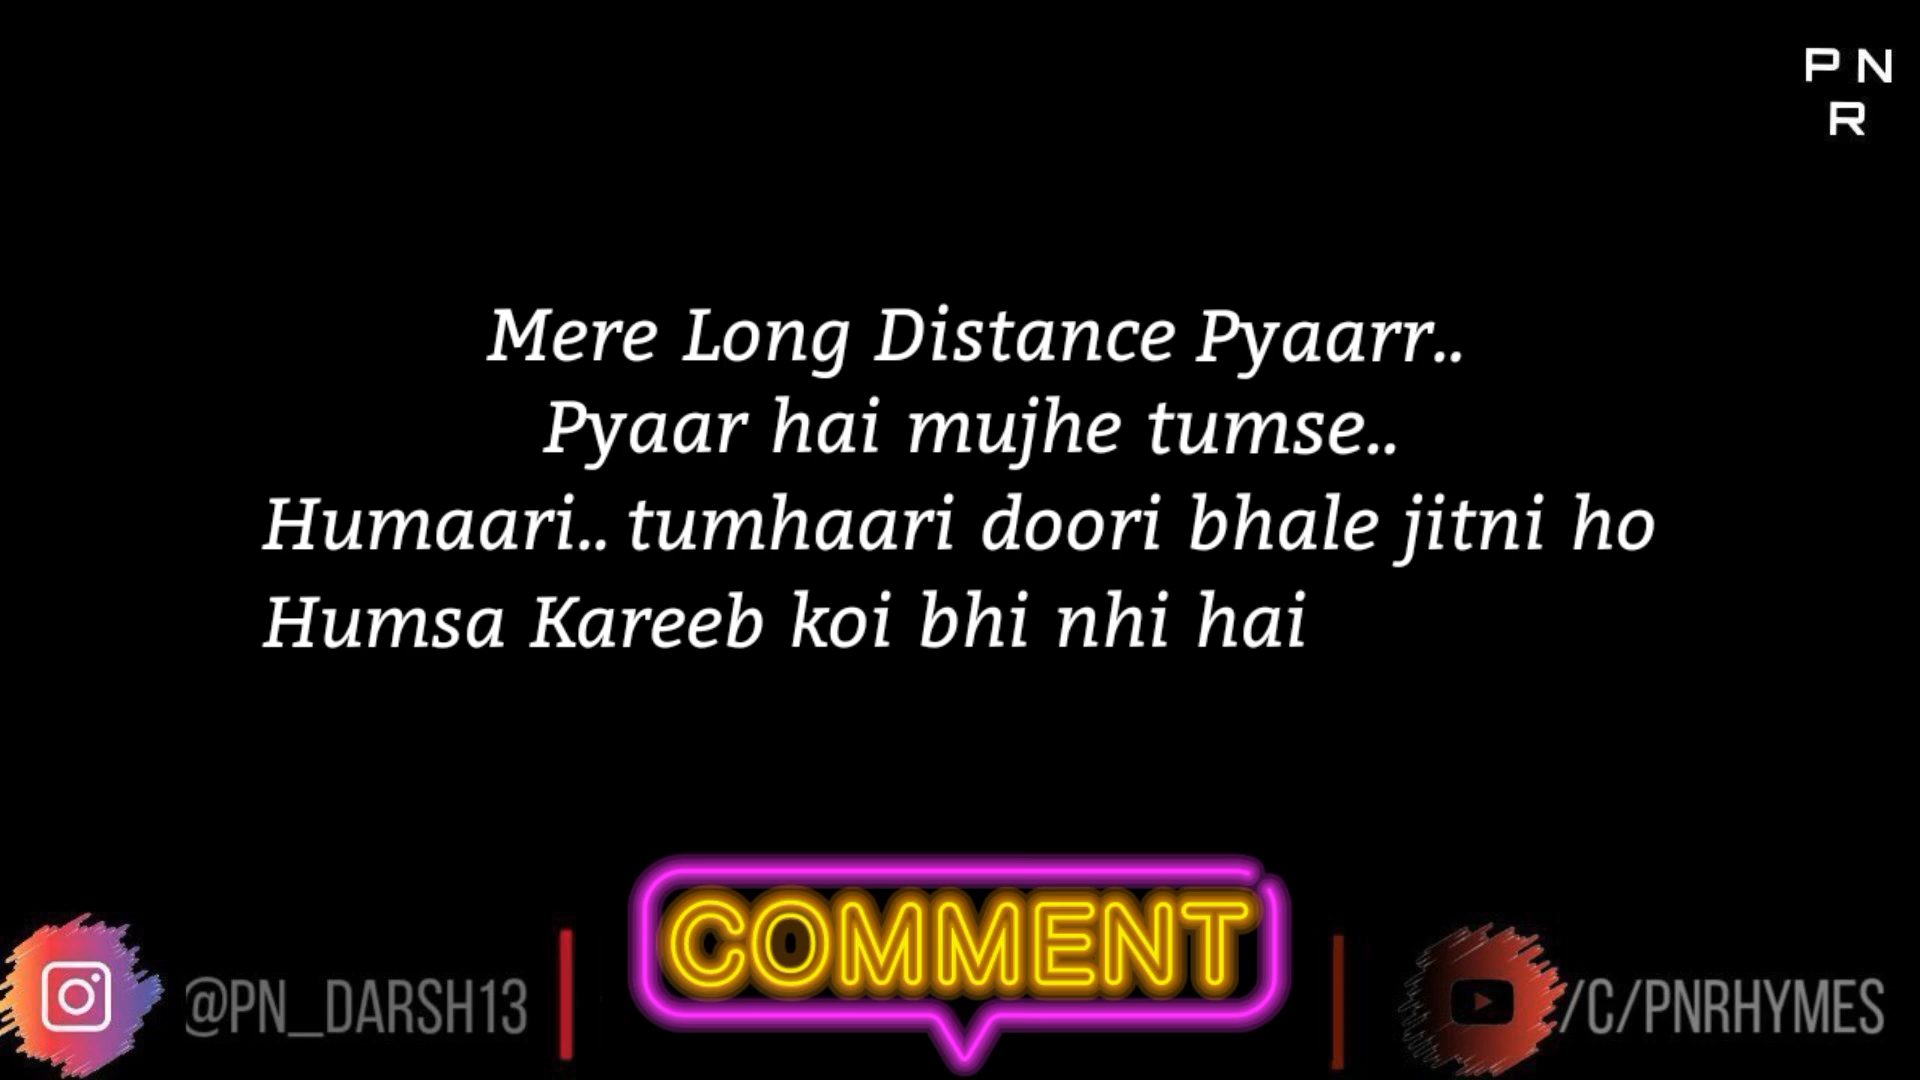 P N
R
Mere Long Distance Pyaarr..
Pyaar hai mujhe tumse..
Humaari.. tumhaari doori bhale jitni ho
Humsa Kareeb koi bhi nhi hai
COMMENT
@PN_DARSH13
/C/PNRHYMES